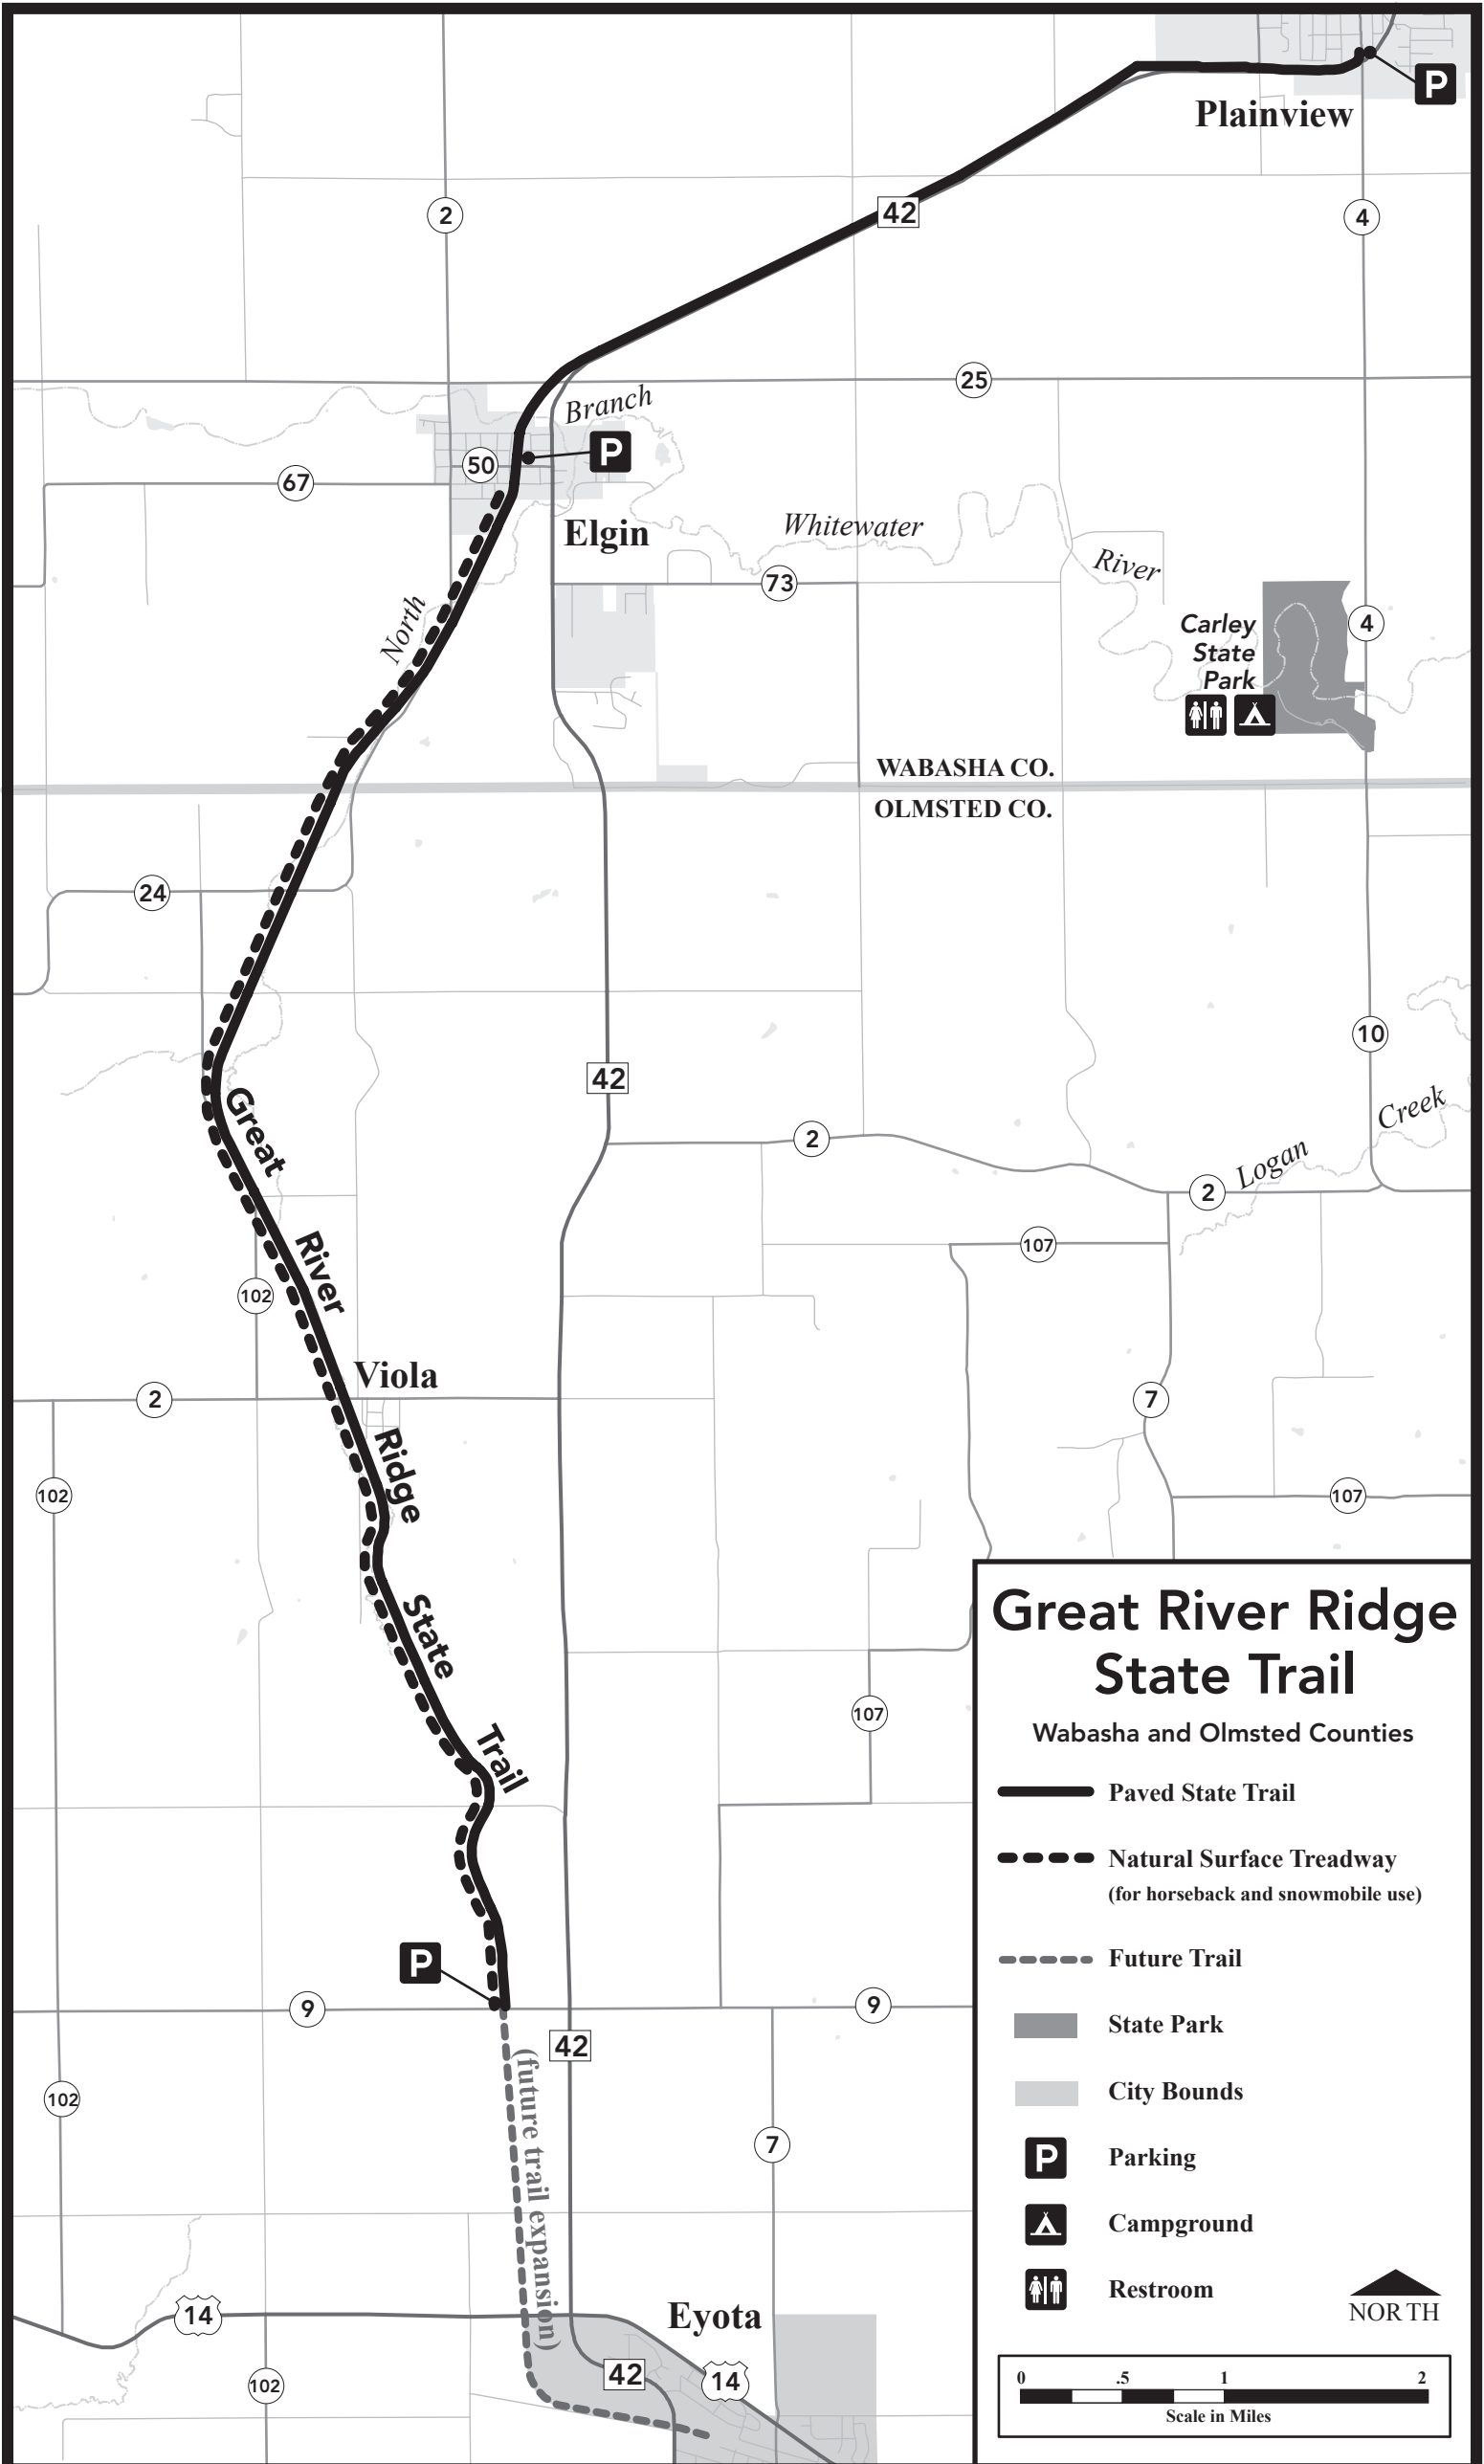 P
Plainview
2
42
4
25
Branch
P
50
67
Elgin
Whitewater
River
73
North
Carley
State
Park
4
WABASHA CO.
OLMSTED CO.
24
10
42
Creek
Great
2
Logan
2
107
River
102
Viola
2
7
Ridge
102
107
State
107
Trail
P
9
9
42
(future trail expansion)
102
7
14
Eyota
42
14
102
Great River Ridge
State Trail
Wabasha and Olmsted Counties
Paved State Trail
Natural Surface Treadway
(for horseback and snowmobile use)
Future Trail
State Park
City Bounds
P Parking
Campground
Restroom
NORTH
0 .5 1 2
Scale in Miles